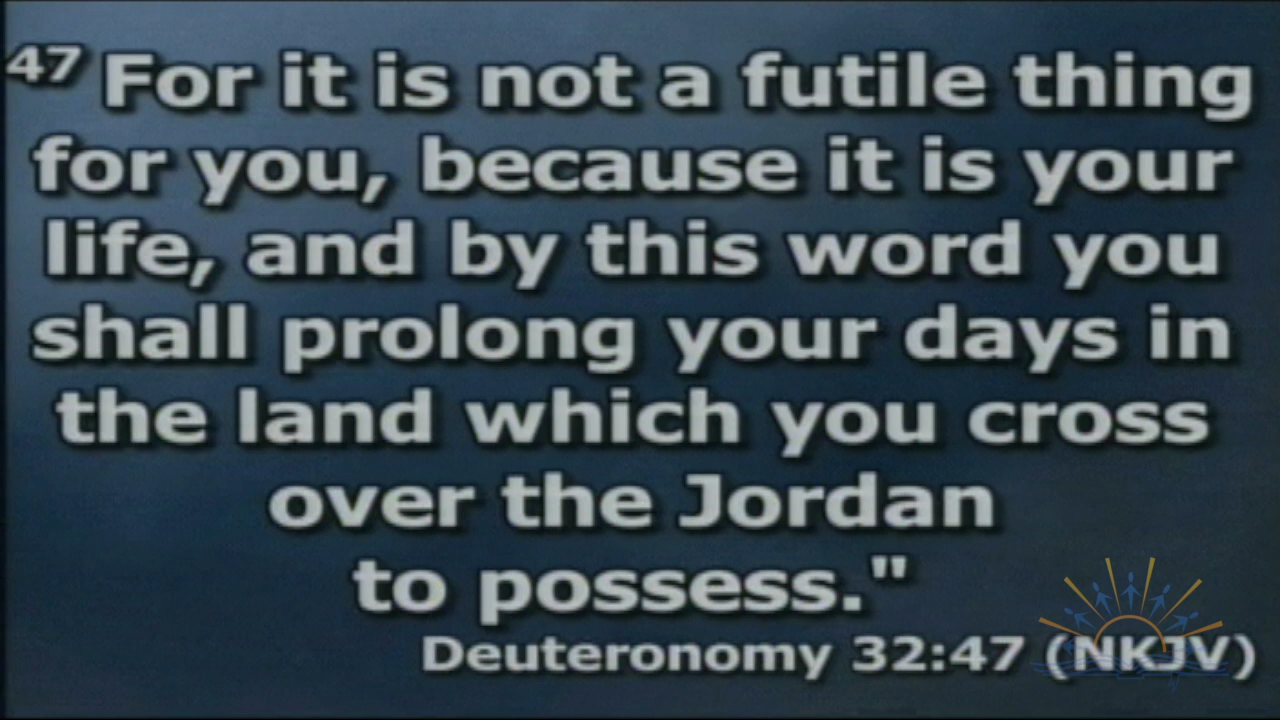 47 For it is not a futile thing
for you, because it is your
life, and by this word you
shall prolong your days in
the land which you cross
over the Jordan
to possess."
Deuteronomy 32:47 (NKJV)